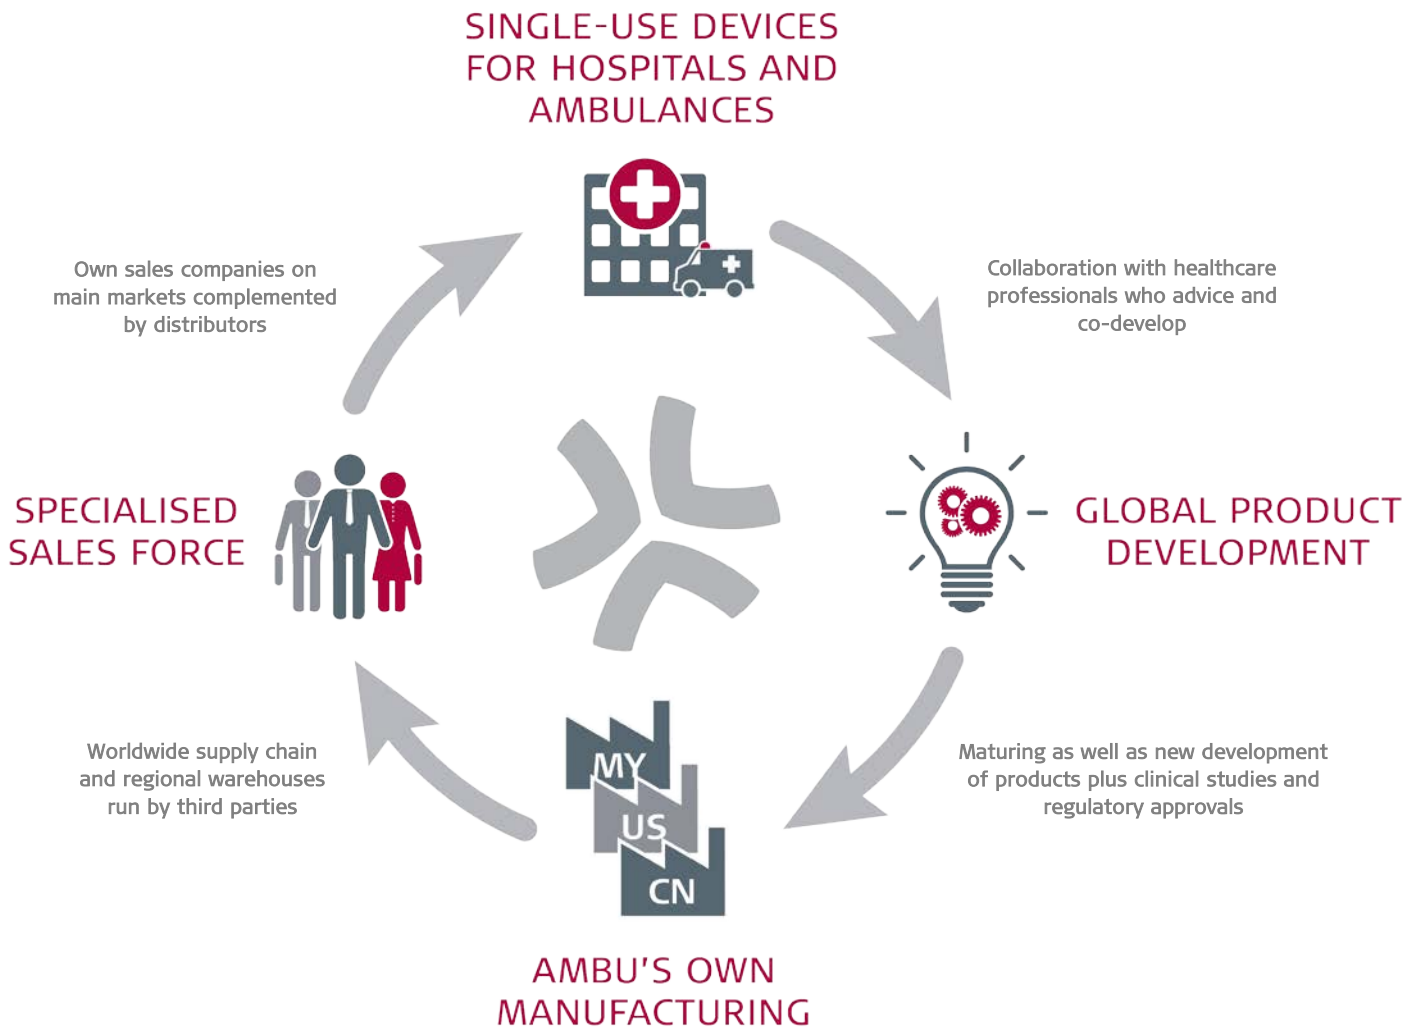 SINGLE-USE DEVICES
FOR HOSPITALS AND
AMBULANCES
Own sales companies on
main markets complemented
by distributors
Collaboration with healthcare
professionals who advice and
co-develop
SPECIALISED
SALES FORCE
GLOBAL PRODUCT
DEVELOPMENT
Worldwide supply chain
and regional warehouses
run by third parties
MY
US
CN
Maturing as well as new development
of products plus clinical studies and
regulatory approvals
AMBU'S OWN
MANUFACTURING